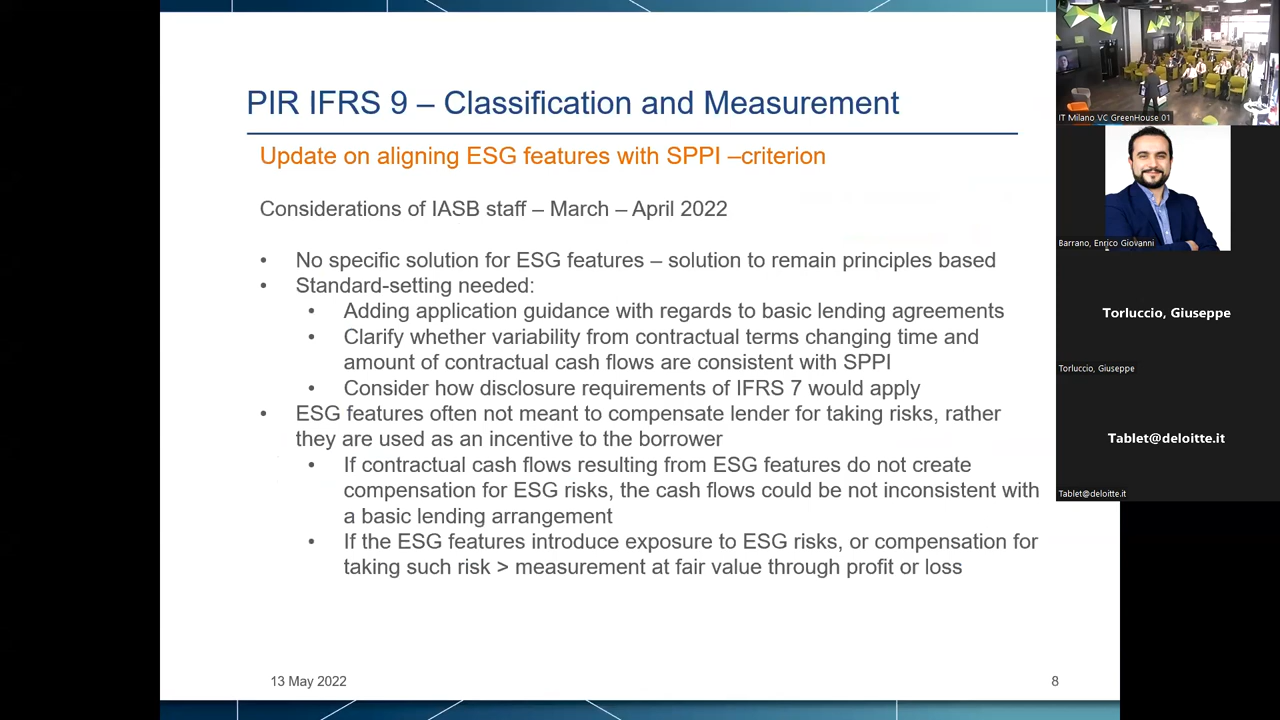 PIR IFRS 9 – Classification and Measurement
Update on aligning ESG features with SPPI –criterion
Considerations of IASB staff – March – April 2022
• No specific solution for ESG features – solution to remain principles based
• Standard-setting needed:
• Adding application guidance with regards to basic lending agreements
• Clarify whether variability from contractual terms changing time and
amount of contractual cash flows are consistent with SPPI
• Consider how disclosure requirements of IFRS 7 would apply
• ESG features often not meant to compensate lender for taking risks, rather
they are used as an incentive to the borrower
• If contractual cash flows resulting from ESG features do not create
compensation for ESG risks, the cash flows could be not inconsistent with
a basic lending arrangement
• If the ESG features introduce exposure to ESG risks, or compensation for
taking such risk > measurement at fair value through profit or loss
13 May 2022
8
IT Milano VC GreenHouse 01
Barrano, Enrico Giovanni
Torluccio, Giuseppe
Torluccio, Giuseppe
Tablet@deloitte.it
Tablet@deloitte.it